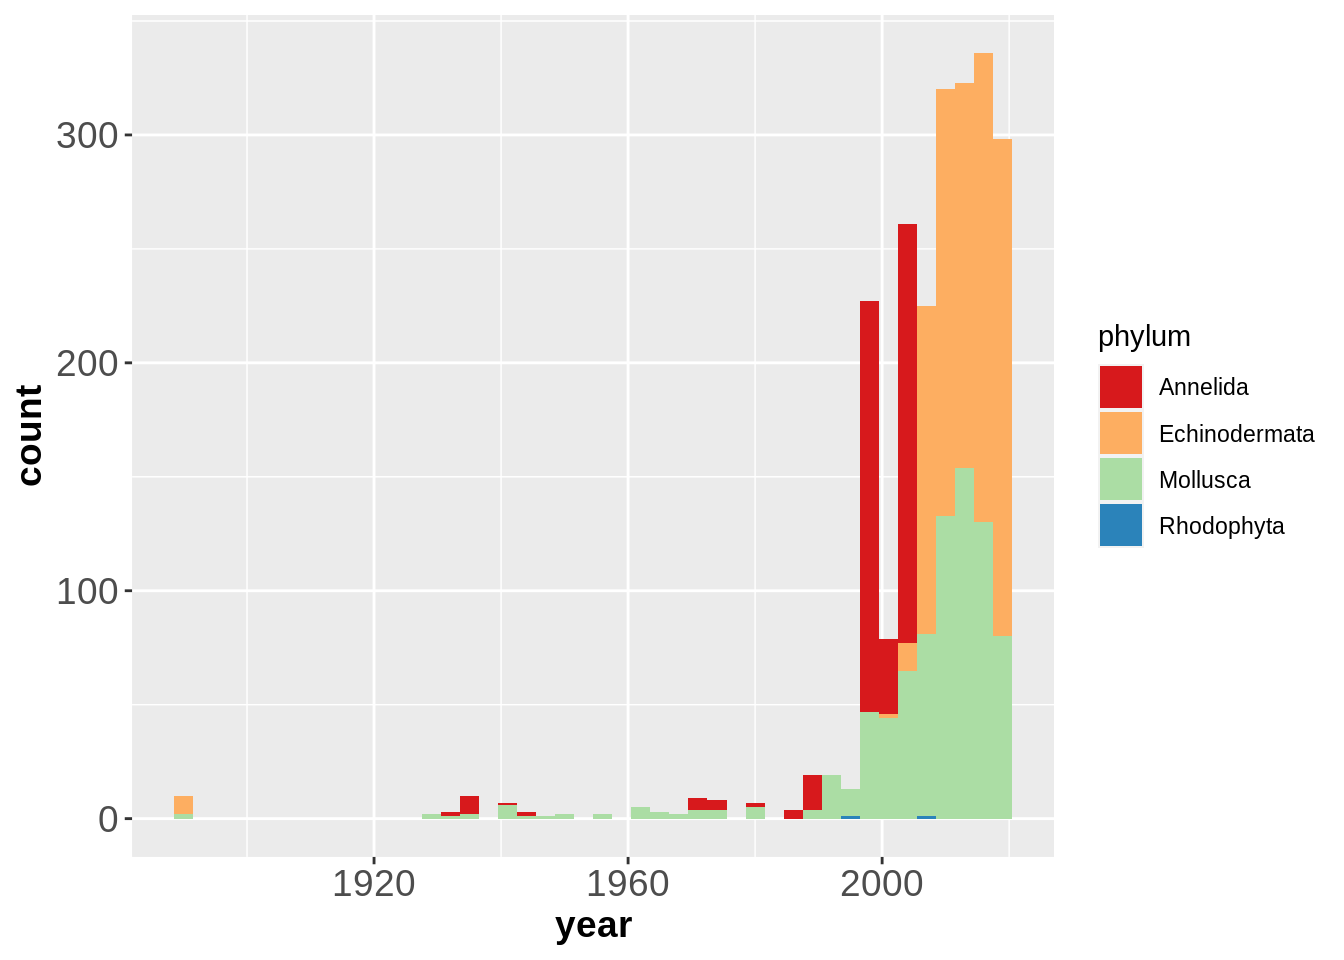 300
200
100
0
count
1920
1960
2000
year
phylum
Annelida
Echinodermata
Mollusca
Rhodophyta